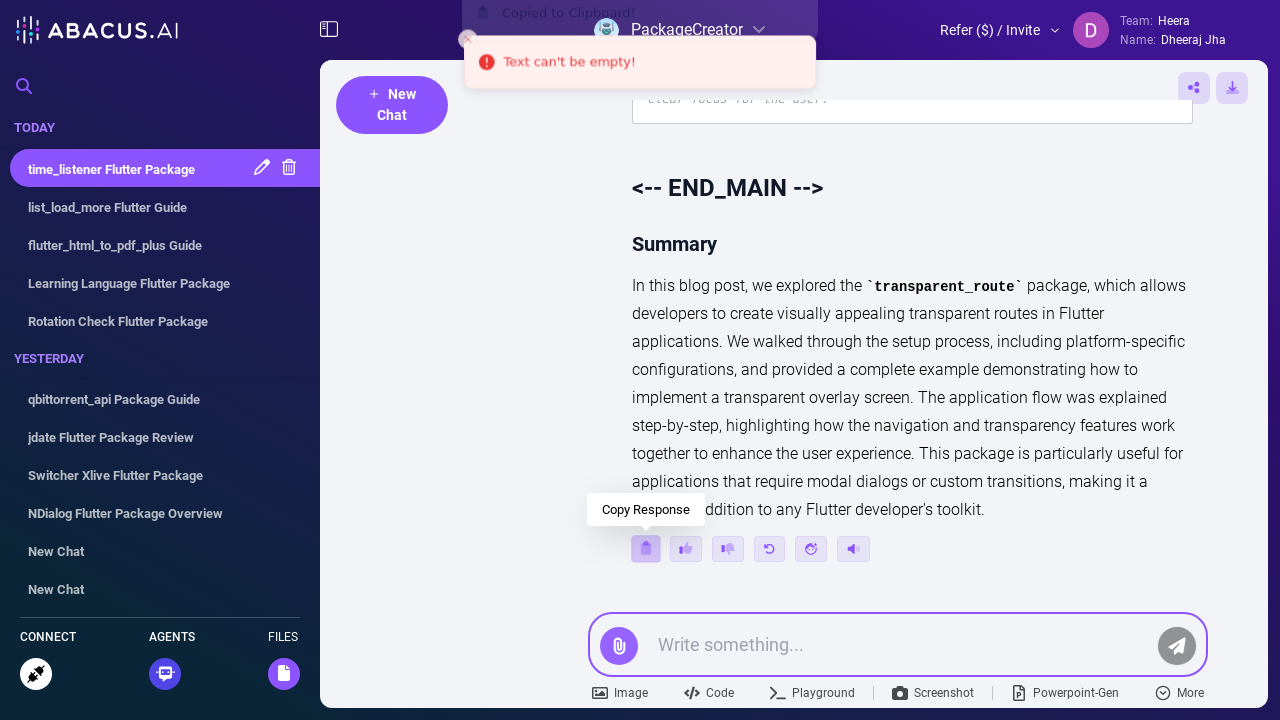 ABACUS.AI
Copied to Clipboard!
PackageCreator
Text can't be empty!
Refer ($) / Invite
D
Team: Heera
Name: Dheeraj Jha
TODAY
time_listener Flutter Package
list_load_more Flutter Guide
flutter_html_to_pdf_plus Guide
Learning Language Flutter Package
Rotation Check Flutter Package
YESTERDAY
qbittorrent_api Package Guide
jdate Flutter Package Review
Switcher Xlive Flutter Package
NDialog Flutter Package Overview
New Chat
New Chat
CONNECT
AGENTS
FILES
+ New
Chat
clear focus for the user.
<-- END_MAIN -->
Summary
In this blog post, we explored the `transparent_route` package, which allows
developers to create visually appealing transparent routes in Flutter
applications. We walked through the setup process, including platform-specific
configurations, and provided a complete example demonstrating how to
implement a transparent overlay screen. The application flow was explained
step-by-step, highlighting how the navigation and transparency features work
together to enhance the user experience. This package is particularly useful for
applications that require modal dialogs or custom transitions, making it a
ddition to any Flutter developer's toolkit.
Copy Response
Write something...
Image
Code
Playground
Screenshot
Powerpoint-Gen
More